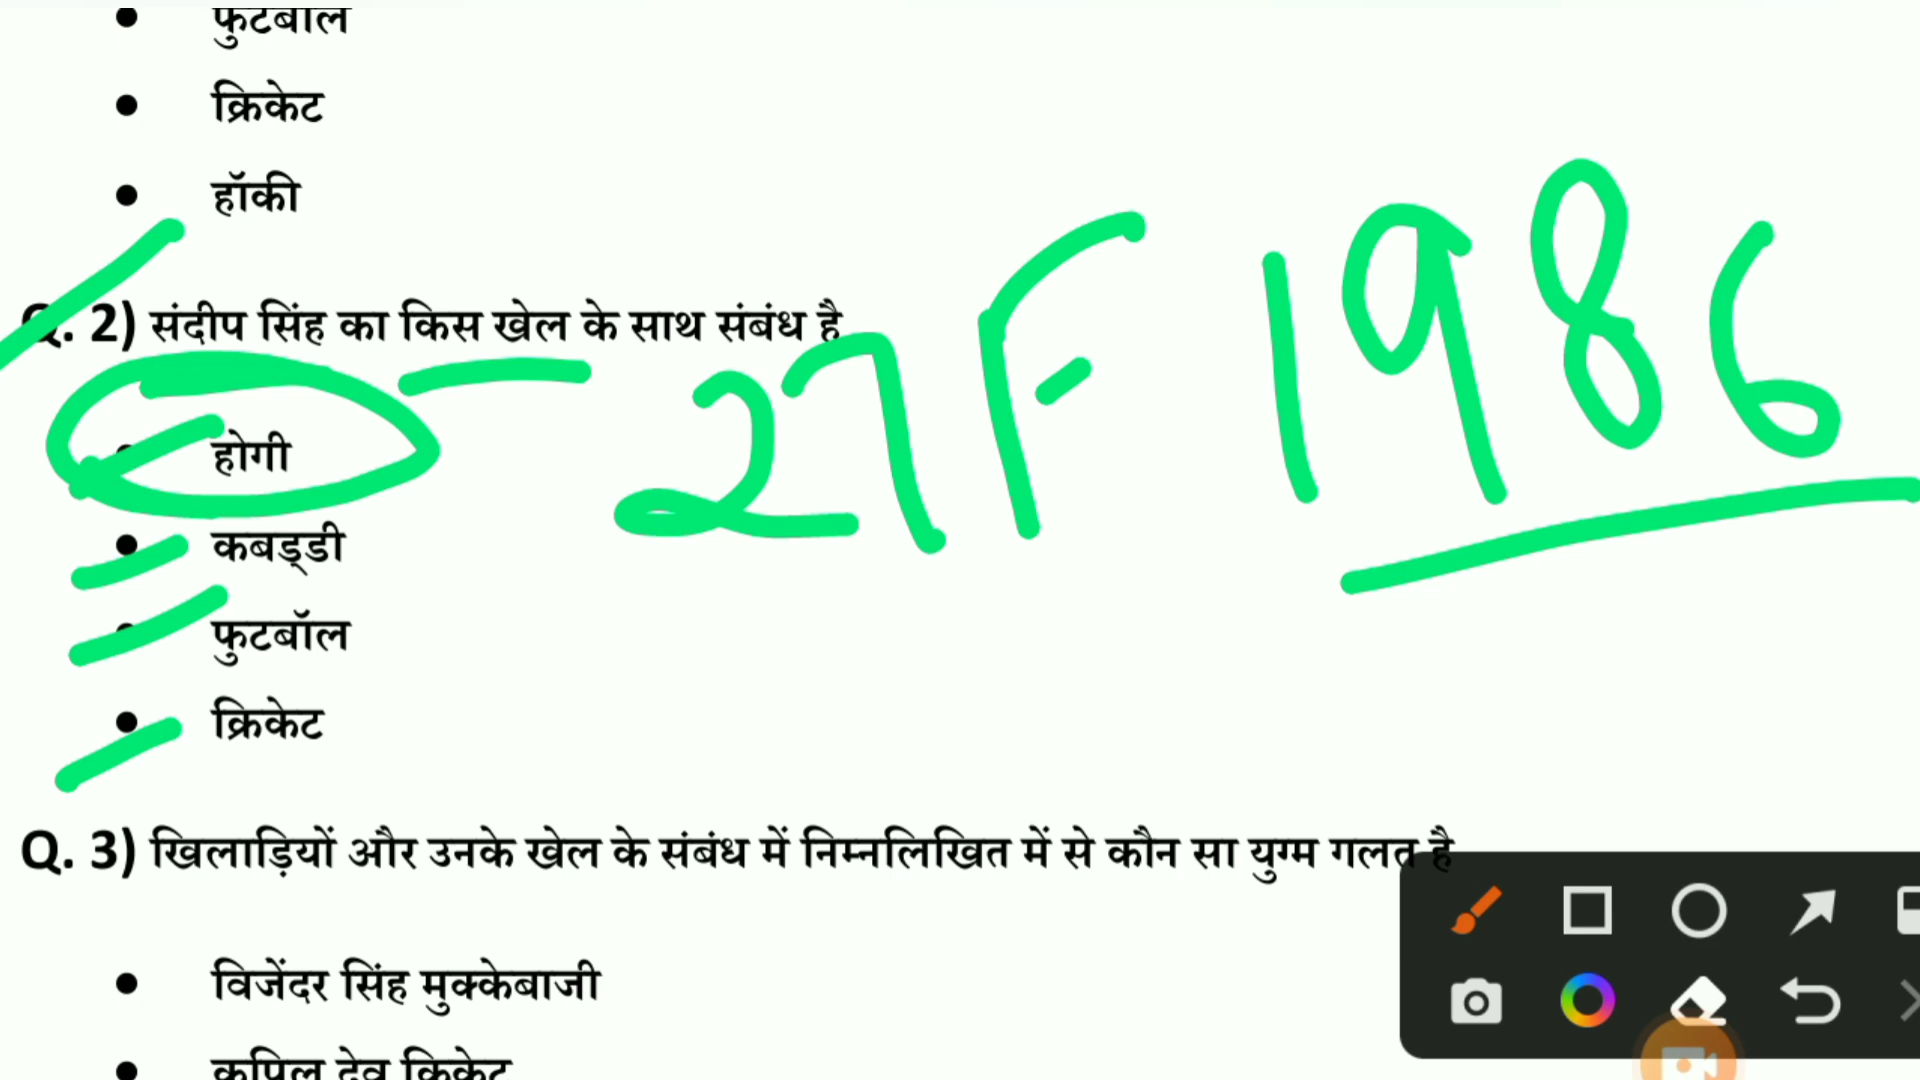 फुटबॉल
क्रिकेट
हॉकी
Q. 2) संदीप सिंह का किस खेल के साथ संबंध है
होगी
27 F- 1986
कबड्डी
फुटबॉल
क्रिकेट
Q. 3) खिलाड़ियों और उनके खेल के संबंध में निम्नलिखित में से कौन सा युग्म गलत है
विजेंदर सिंह मुक्केबाजी
कपिल देव क्रिकेट